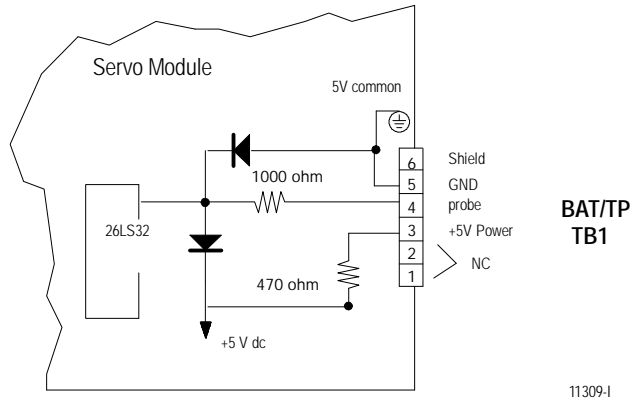 Servo Module
5V common
1000 ohm
26LS32
470 ohm
+5 V dc
6 Shield
5 GND
4 probe
3 +5V Power
2
1
NC
BAT/TP
TB1
11309-I